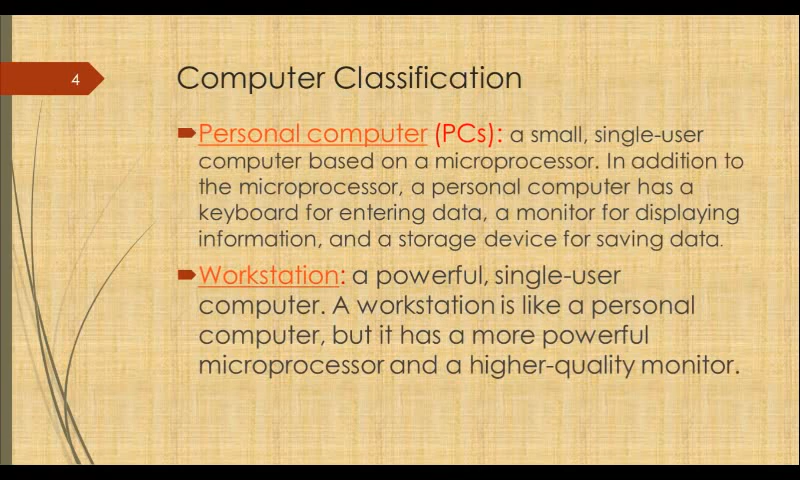 4
Computer Classification
Personal computer (PCs): a small, single-user
computer based on a microprocessor. In addition to
the microprocessor, a personal computer has a
keyboard for entering data, a monitor for displaying
information, and a storage device for saving data.
Workstation: a powerful, single-user
computer. A workstation is like a personal
computer, but it has a more powerful
microprocessor and a higher-quality monitor.